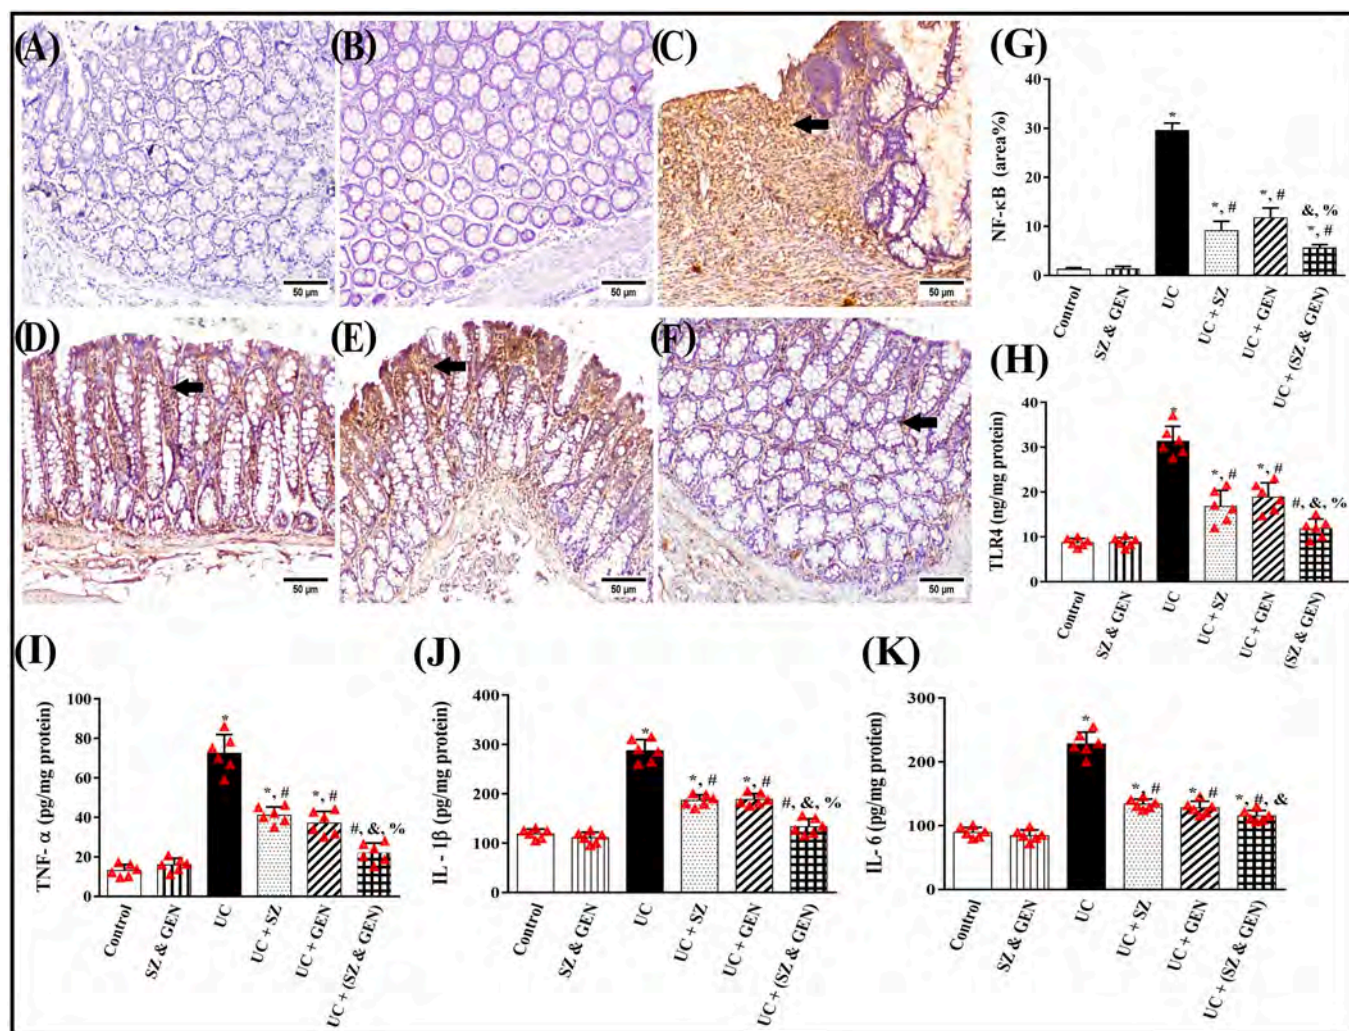 (A)
(B)
(C)
50 µm
50 µm
50 µm
(D)
(E)
(F)
50 µm
50 µm
50 µm
(G)
NF-κB (area%)
40
30
20
10
0
*
*, #
*, #
&, %
*, #
Control
SZ & GEN
UC
UC + SZ
UC + GEN
UC + (SZ & GEN)
(H)
TLR4 (ng/mg protein)
40
30
20
10
0
*
*, #
*, #
#, &, %
Control
SZ & GEN
UC
UC + SZ
UC + GEN
(SZ & GEN)
(I)
TNF- α (pg/mg protein)
100
80
60
40
20
0
*
*, #
*, #
#, &, %
Control
SZ & GEN
UC
UC + SZ
UC + GEN
UC + (SZ & GEN)
(J)
IL - 1β (pg/mg protein)
400
300
200
100
0
*
*, #
*, #
#, &, %
Control
SZ & GEN
UC
UC + SZ
UC + GEN
UC + (SZ & GEN)
(K)
IL- 6 (pg/mg protien)
300
200
100
0
*
*, #
*, #
*, #, &
Control
SZ & GEN
UC
UC + SZ
UC + GEN
UC + (SZ & GEN)